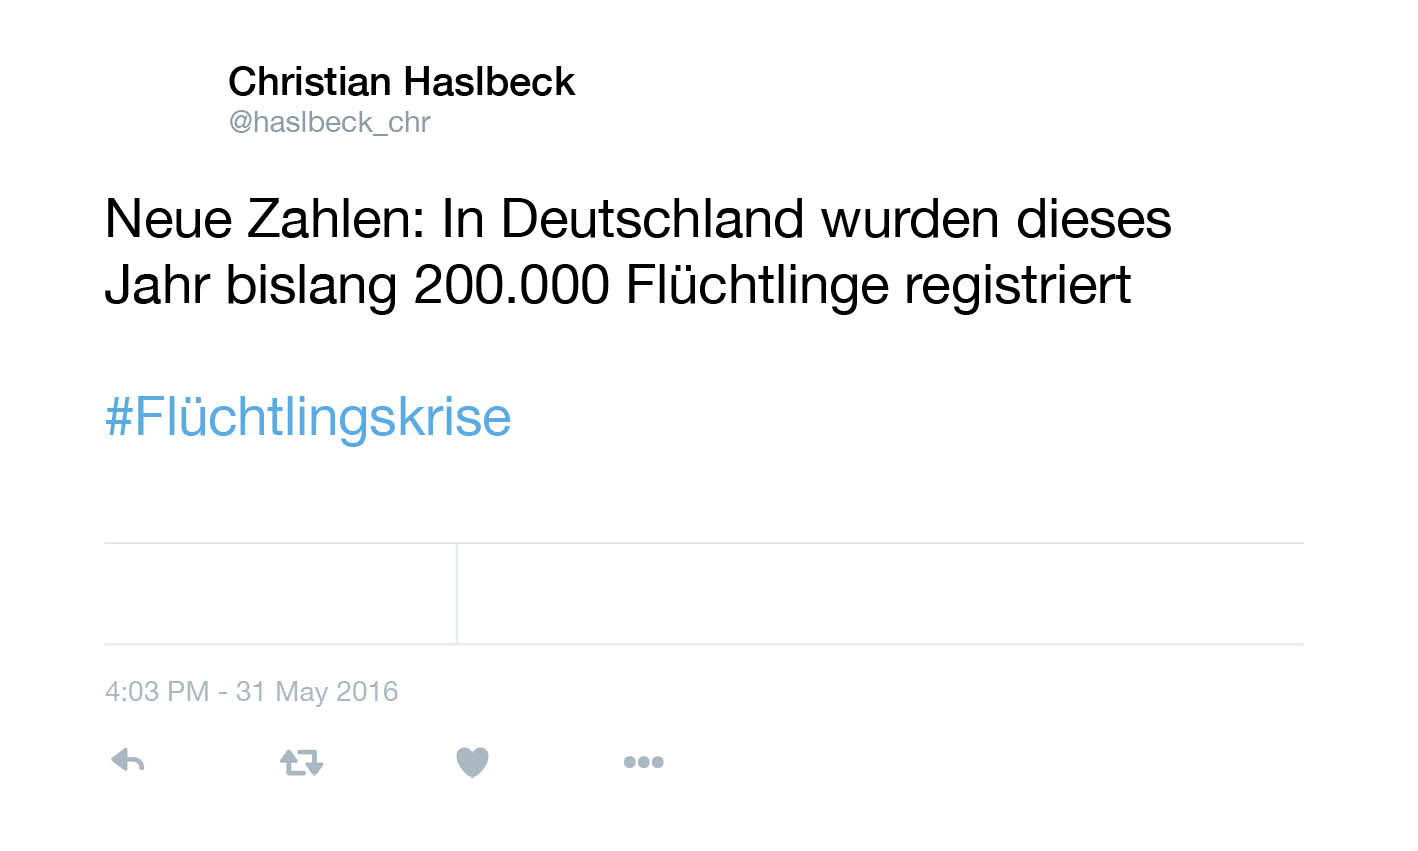 Christian Haslbeck
@haslbeck_chr
Neue Zahlen: In Deutschland wurden dieses
Jahr bislang 200.000 Flüchtlinge registriert
#Flüchtlingskrise
4:03 PM - 31 May 2016